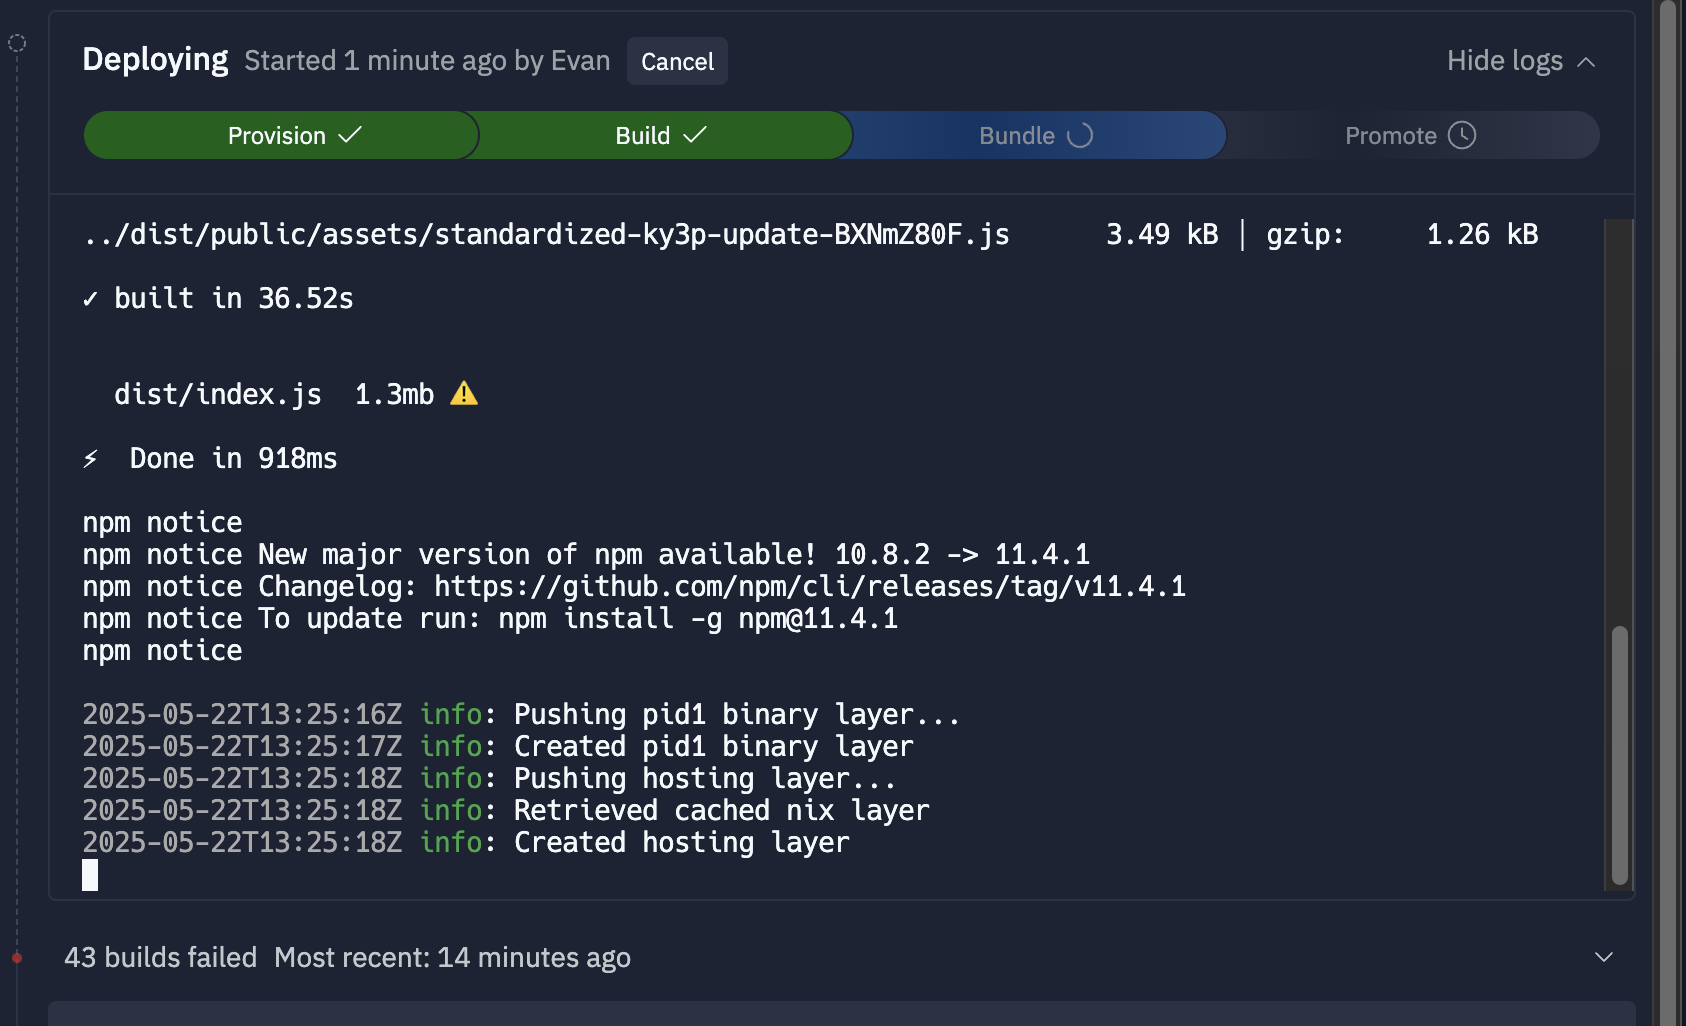 Deploying Started 1 minute ago by Evan Cancel Hide logs
Provision ✓ Build ✓ Bundle Promote
../dist/public/assets/standardized-ky3p-update-BXNmZ80F.js 3.49 kB │ gzip: 1.26 kB
✓ built in 36.52s
dist/index.js 1.3mb ⚠️
⚡ Done in 918ms
npm notice
npm notice New major version of npm available! 10.8.2 -> 11.4.1
npm notice Changelog: https://github.com/npm/cli/releases/tag/v11.4.1
npm notice To update run: npm install -g npm@11.4.1
npm notice
2025-05-22T13:25:16Z info: Pushing pid1 binary layer...
2025-05-22T13:25:17Z info: Created pid1 binary layer
2025-05-22T13:25:18Z info: Pushing hosting layer...
2025-05-22T13:25:18Z info: Retrieved cached nix layer
2025-05-22T13:25:18Z info: Created hosting layer
43 builds failed Most recent: 14 minutes ago